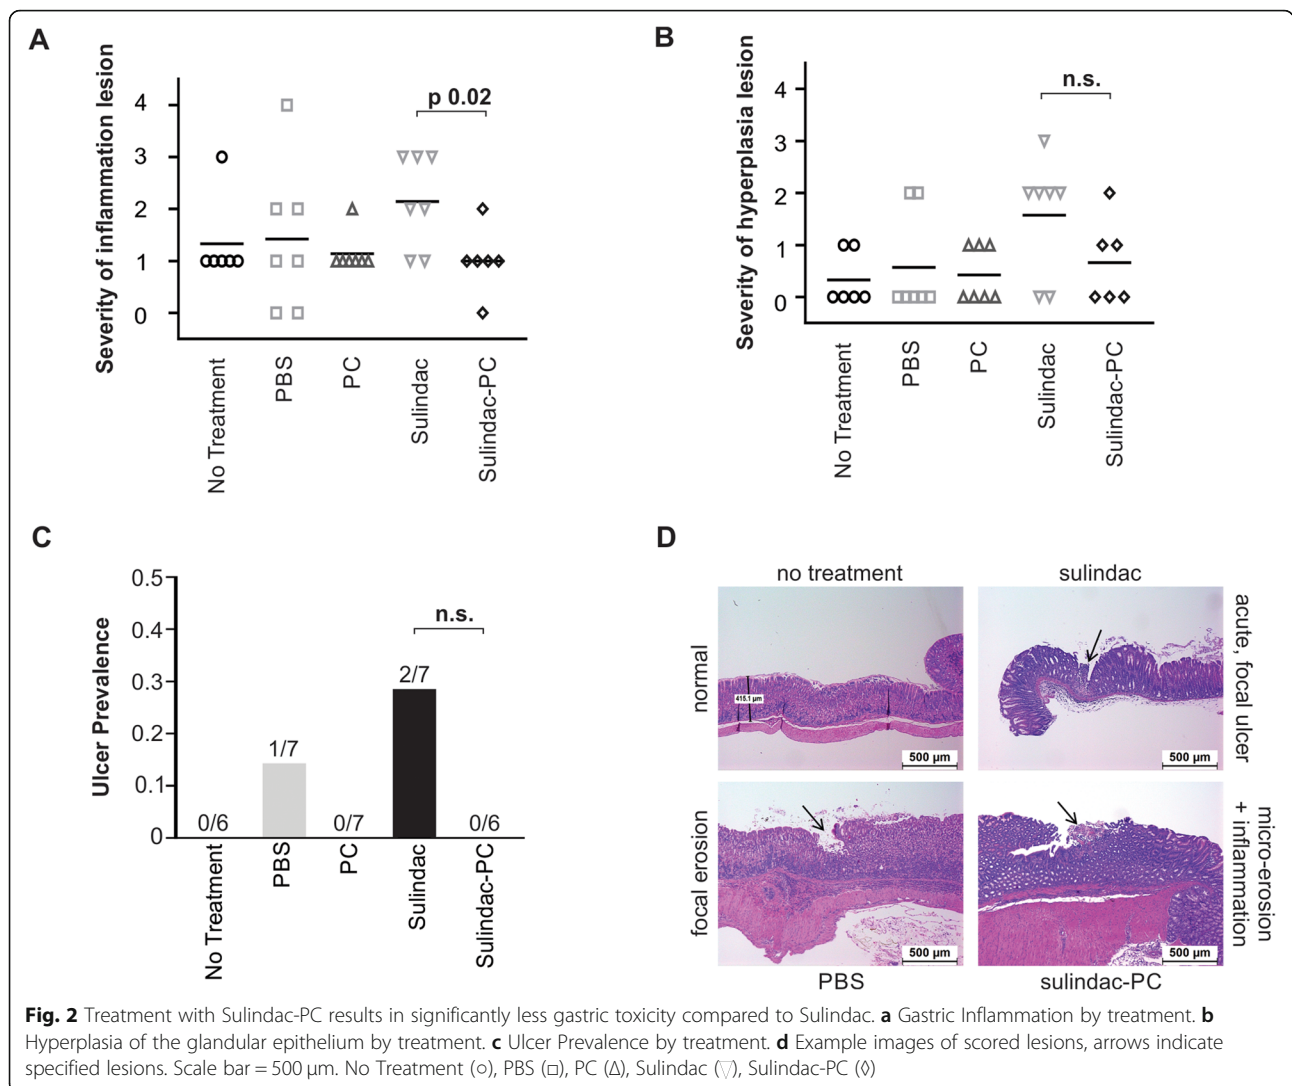 A
Severity of inflammation lesion
4
3
2
1
0
p 0.02
No Treatment
PBS
PC
Sulindac
Sulindac-PC
B
Severity of hyperplasia lesion
4
3
2
1
0
n.s.
No Treatment
PBS
PC
Sulindac
Sulindac-PC
C
Ulcer Prevalence
0.5
0.4
0.3
0.2
0.1
0
0/6
1/7
0/7
2/7
0/6
n.s.
No Treatment
PBS
PC
Sulindac
Sulindac-PC
D
no treatment
sulindac
normal
415.1 µm
500 µm
500 µm
acute, focal ulcer
focal erosion
500 µm
500 µm
micro-erosion
+ inflammation
PBS
sulindac-PC
Fig. 2 Treatment with Sulindac-PC results in significantly less gastric toxicity compared to Sulindac. a Gastric Inflammation by treatment. b
Hyperplasia of the glandular epithelium by treatment. c Ulcer Prevalence by treatment. d Example images of scored lesions, arrows indicate
specified lesions. Scale bar = 500 µm. No Treatment (○), PBS (□), PC (Δ), Sulindac (▽), Sulindac-PC (◊)